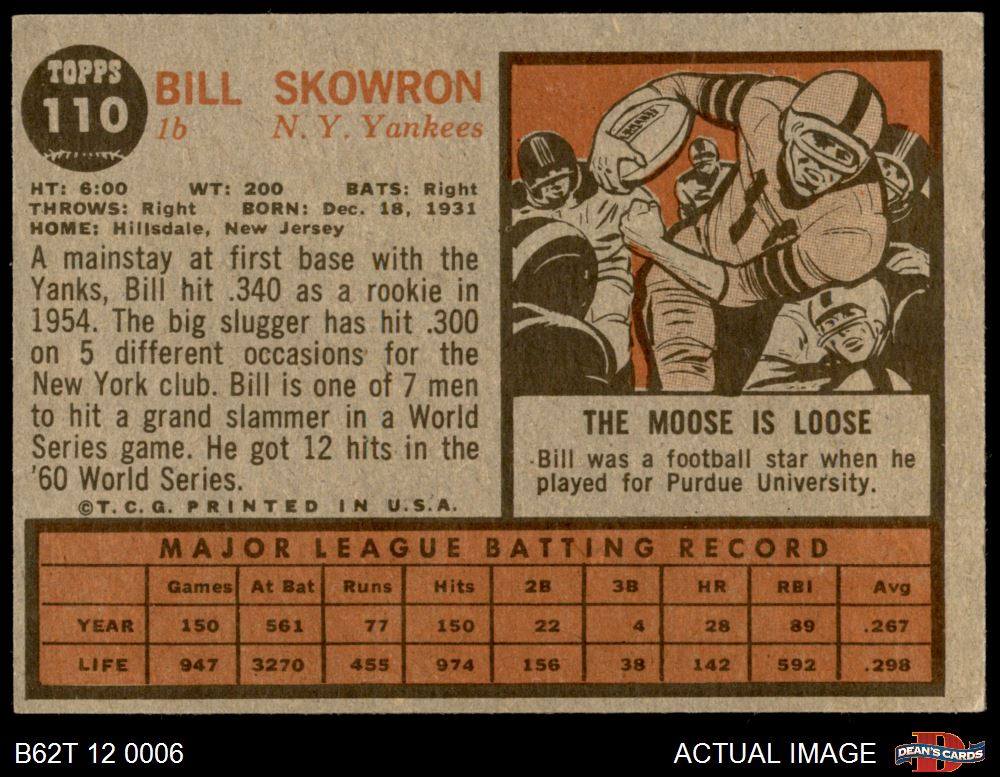 TOPPS
110
BILL SKOWRON
1b N. Y. Yankees
HT: 6:00 WT: 200 BATS: Right
THROWS: Right BORN: Dec. 18, 1931
HOME: Hillsdale, New Jersey
A mainstay at first base with the
Yanks, Bill hit .340 as a rookie in
1954. The big slugger has hit .300
on 5 different occasions for the
New York club. Bill is one of 7 men
to hit a grand slammer in a World
Series game. He got 12 hits in the
'60 World Series.
©T. C. G. PRINTED IN U.S.A.
THE MOOSE IS LOOSE
Bill was a football star when he
played for Purdue University.
MAJOR LEAGUE BATTING RECORD
Games At Bat Runs Hits 2B 3B HR RBI Avg
YEAR 150 561 77 150 22 4 28 89 .267
LIFE 947 3270 455 974 156 38 142 592 .298
B62T 12 0006 ACTUAL IMAGE
DEAN'S CARDS